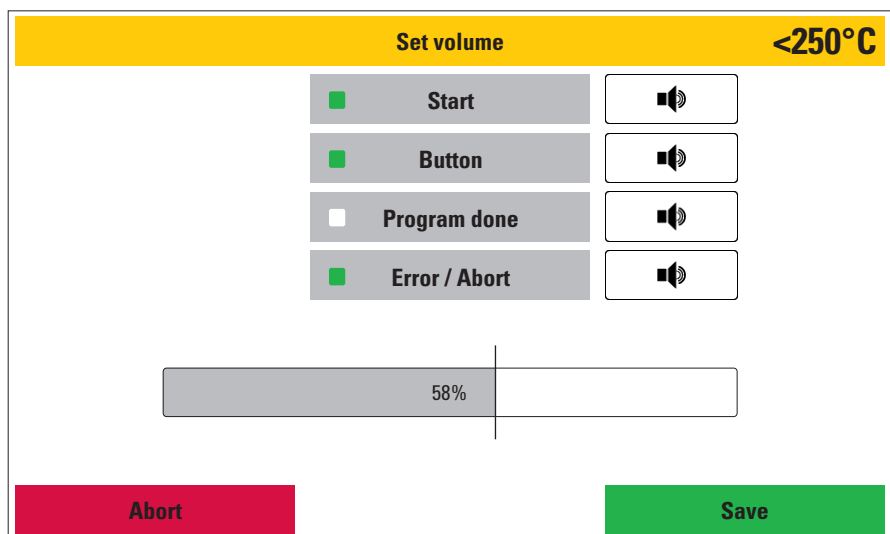 Set volume
<250°C
Start
Button
Program done
Error / Abort
58%
Abort
Save